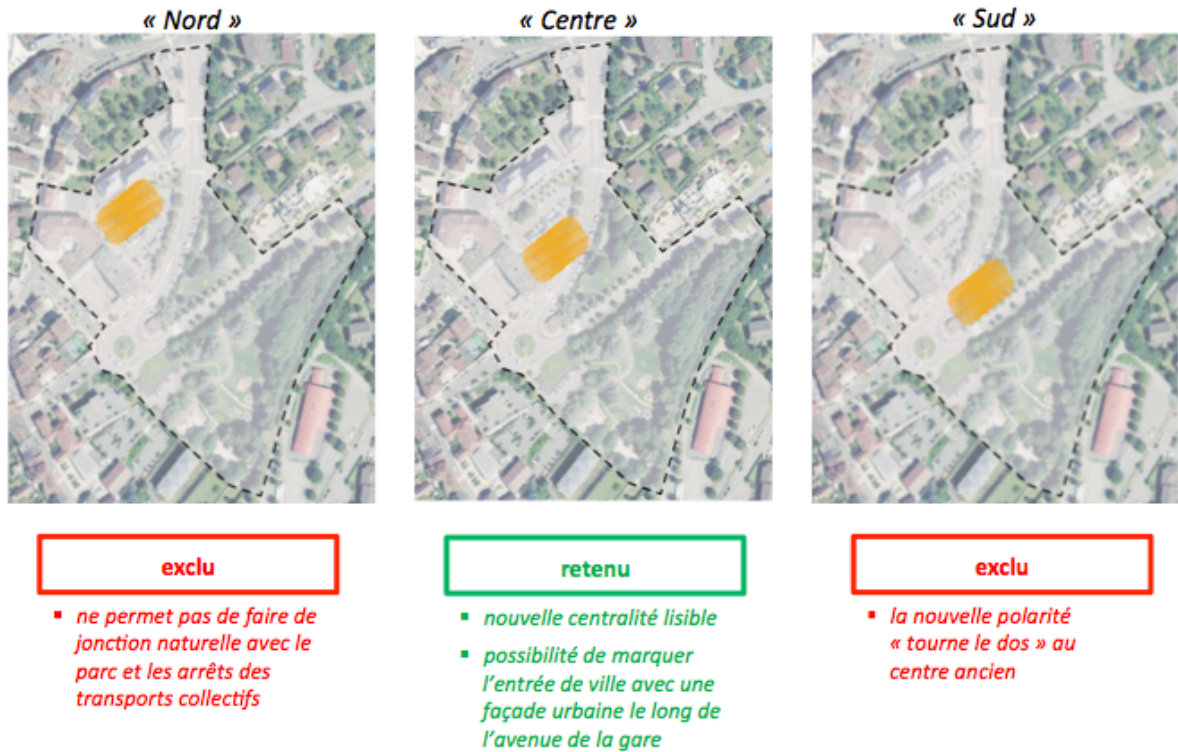 « Nord »
« Centre »
« Sud »
exclu
▪ ne permet pas de faire de
jonction naturelle avec le
parc et les arrêts des
transports collectifs
retenu
▪ nouvelle centralité lisible
▪ possibilité de marquer
l'entrée de ville avec une
façade urbaine le long de
l'avenue de la gare
exclu
▪ la nouvelle polarité
« tourne le dos » au
centre ancien